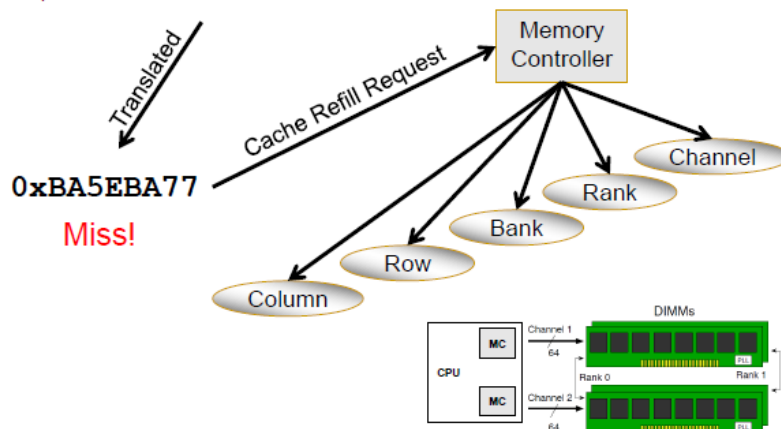 Translated
Cache Refill Request
Memory
Controller
0xBA5EBA77
Miss!
Channel
Rank
Bank
Row
Column
DIMMs
CPU
MC
Channel 1
64
PLL
Rank 0
Rank 1
MC
Channel 2
64
PLL